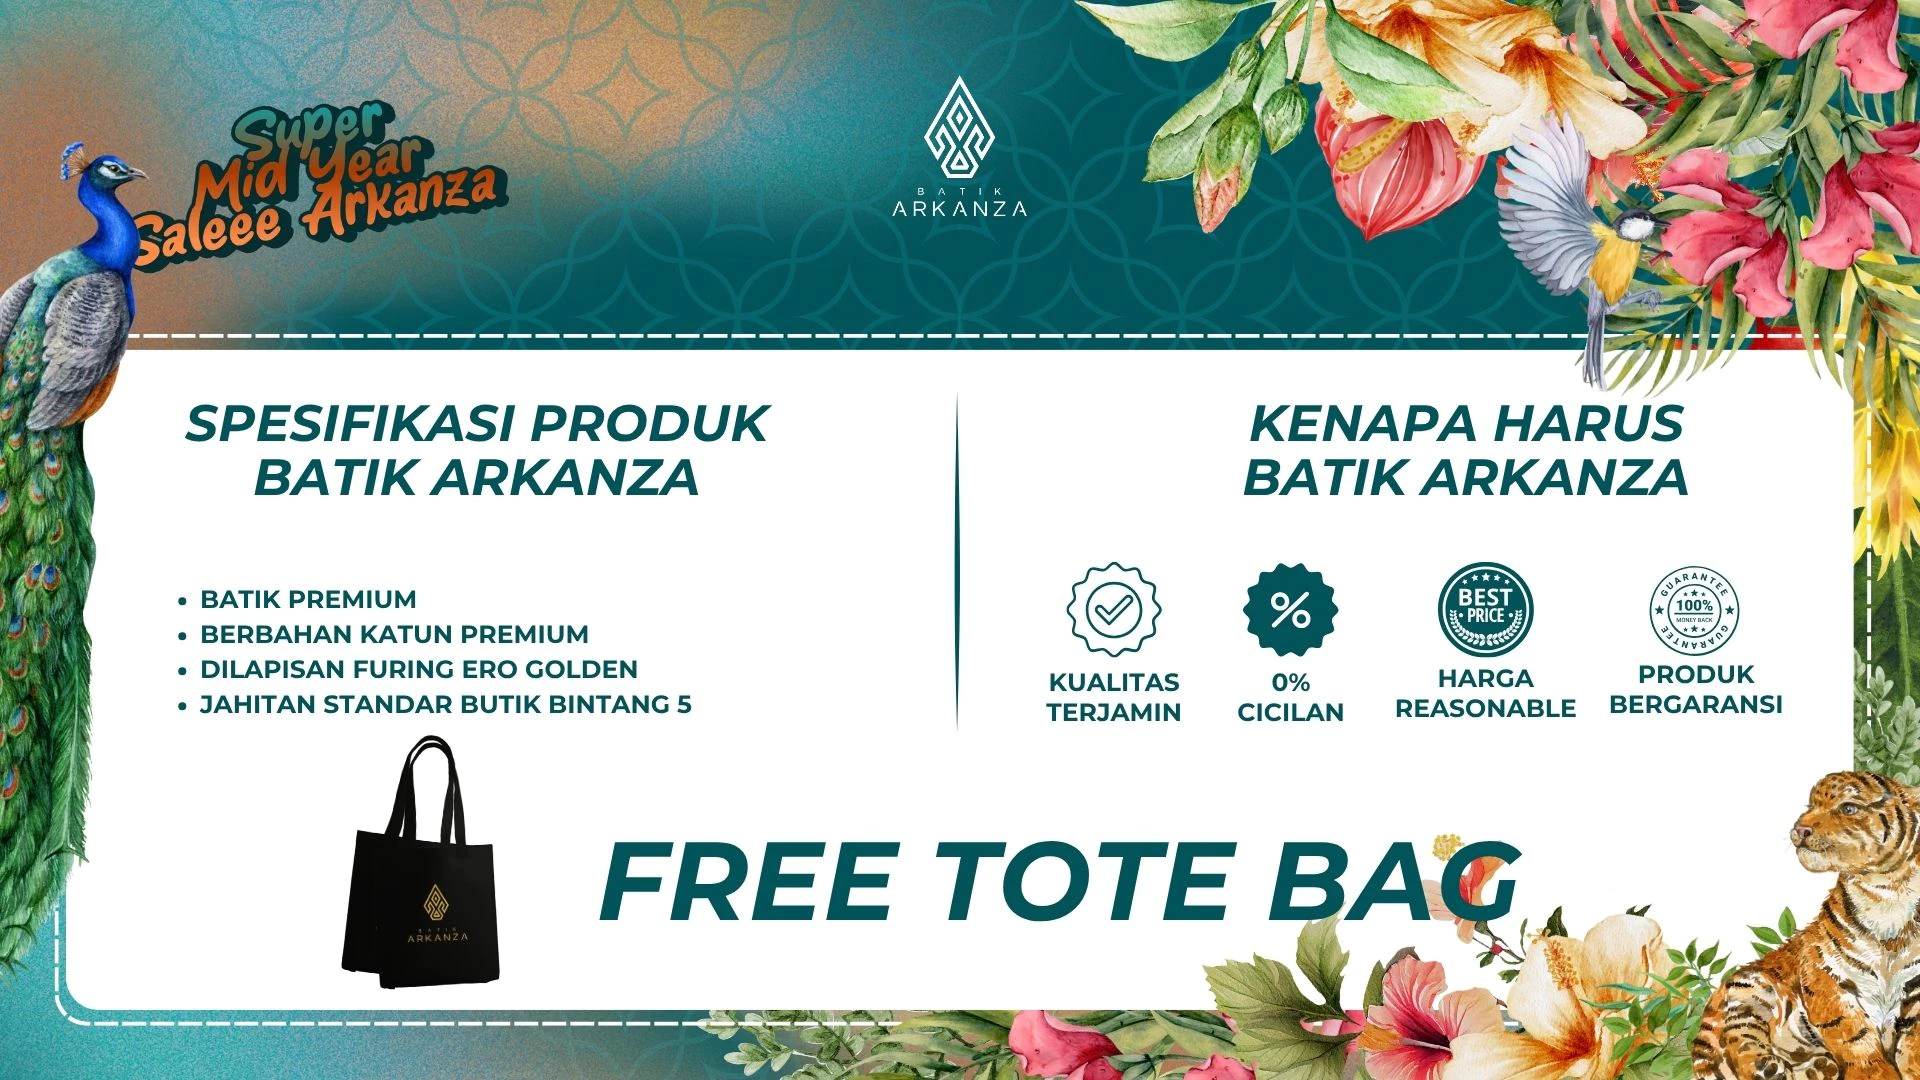 Super
Mid Year
Saleee Arkanza
BATIK
ARKANZA
SPESIFIKASI PRODUK
BATIK ARKANZA
BATIK PREMIUM
BERBAHAN KATUN PREMIUM
DILAPISAN FURING ERO GOLDEN
JAHITAN STANDAR BUTIK BINTANG 5
KENAPA HARUS
BATIK ARKANZA
KUALITAS
TERJAMIN
%
0%
CICILAN
BEST
PRICE
HARGA
REASONABLE
GUARANTEE
100%
MONEY BACK
GUARANTEE
PRODUK
BERGARANSI
BATIK
ARKANZA
FREE TOTE BAG